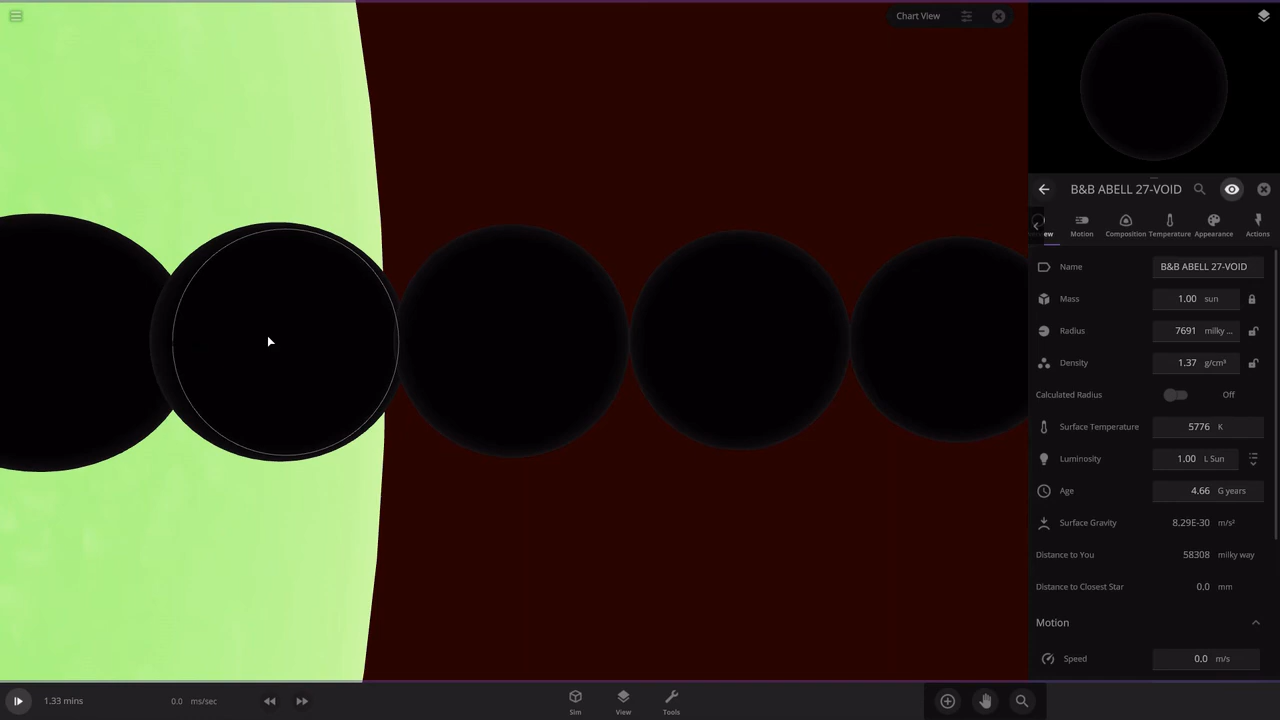 Chart View
B&B ABELL 27-VOID
ew Motion Composition Temperature Appearance Actions
Name B&B ABELL 27-VOID
Mass 1.00 sun
Radius 7691 milky ...
Density 1.37 g/cm³
Calculated Radius Off
Surface Temperature 5776 K
Luminosity 1.00 L Sun
Age 4.66 G years
Surface Gravity 8.29E-30 m/s²
Distance to You 58308 milky way
Distance to Closest Star 0.0 mm
Motion
Speed 0.0 m/s
1.33 mins 0.0 ms/sec
Sim View Tools